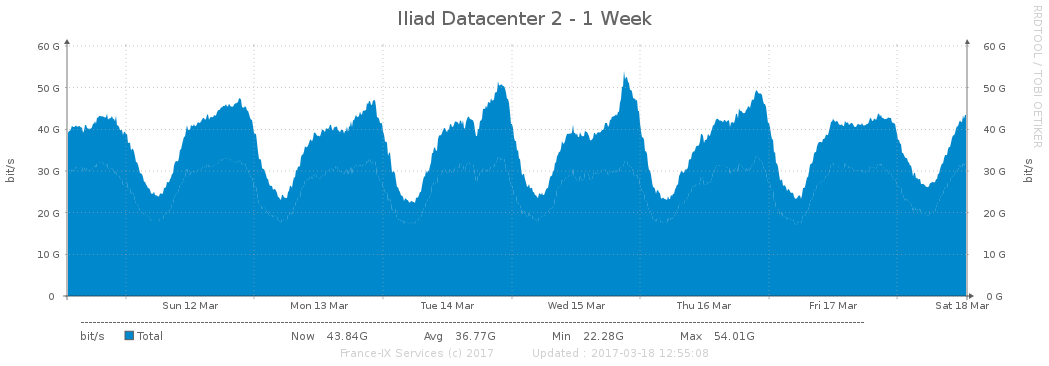 Iliad Datacenter 2 - 1 Week
RRDTOOL / TOBI OETIKER
bit/s
60 G 60 G
50 G 50 G
40 G 40 G
30 G 30 G
20 G 20 G
10 G 10 G
0 0 G
bit/s
Sun 12 Mar Mon 13 Mar Tue 14 Mar Wed 15 Mar Thu 16 Mar Fri 17 Mar Sat 18 Mar
bit/s Total Now 43.84G Avg 36.77G Min 22.28G Max 54.01G
France-IX Services (c) 2017 Updated : 2017-03-18 12:55:08